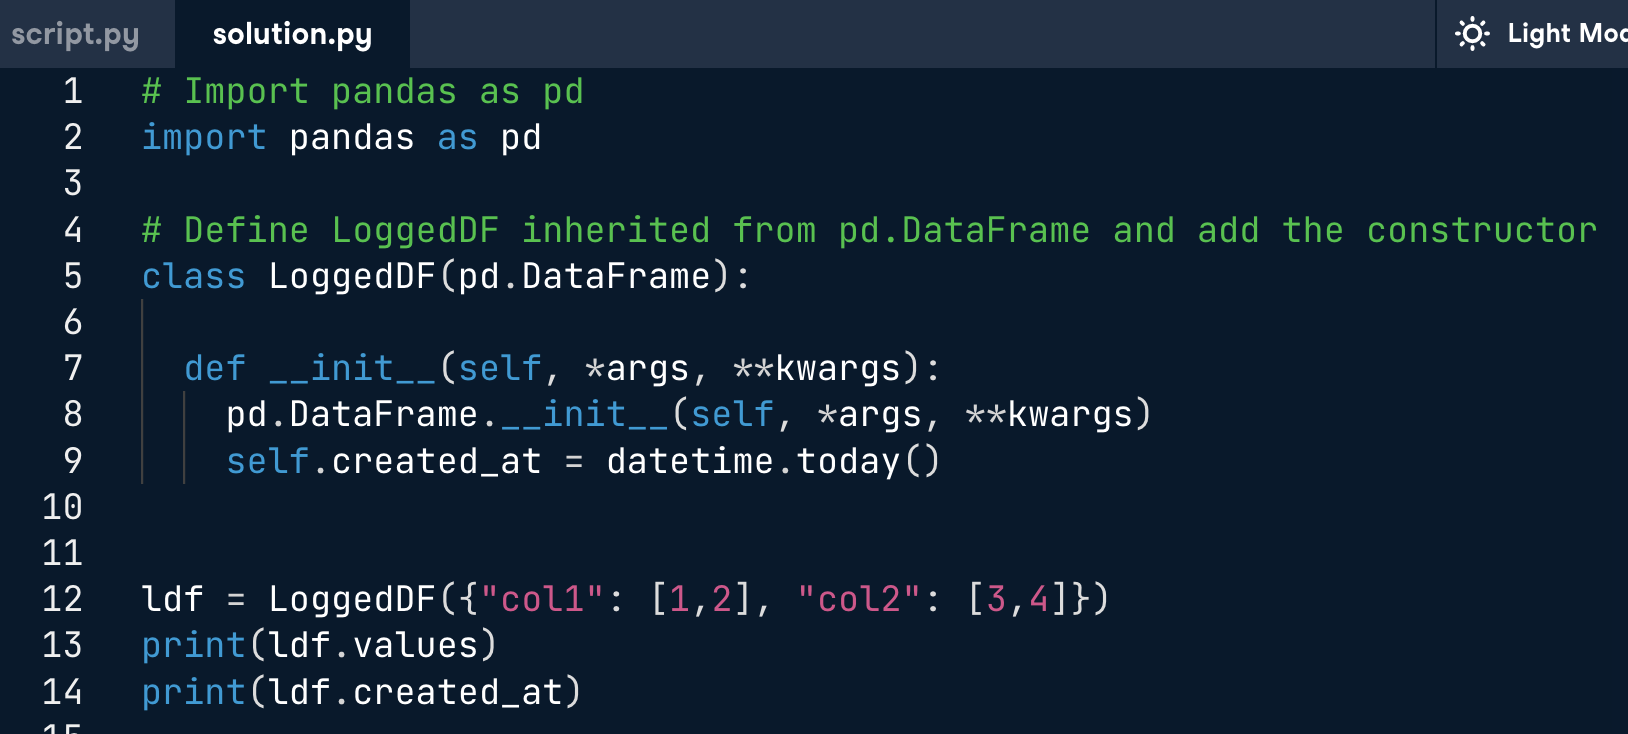 script.py
solution.py
Light Mod
1 # Import pandas as pd
2 import pandas as pd
3
4 # Define LoggedDF inherited from pd.DataFrame and add the constructor
5 class LoggedDF(pd.DataFrame):
6
7   def __init__(self, *args, **kwargs):
8     pd.DataFrame.__init__(self, *args, **kwargs)
9     self.created_at = datetime.today()
10
11
12 ldf = LoggedDF({"col1": [1,2], "col2": [3,4]})
13 print(ldf.values)
14 print(ldf.created_at)
15